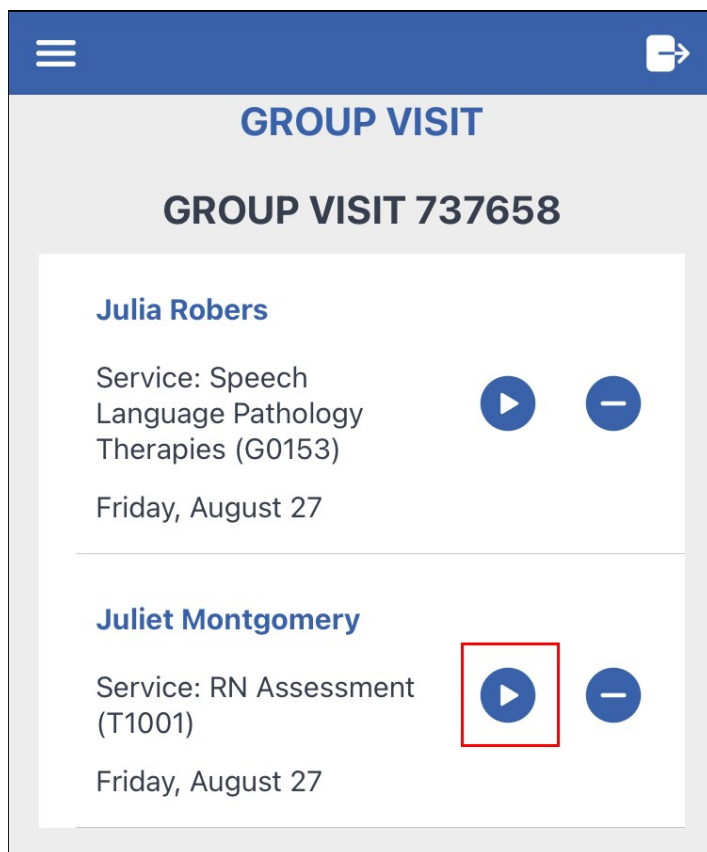 GROUP VISIT
GROUP VISIT 737658
Julia Robers
Service: Speech
Language Pathology
Therapies (G0153)
Friday, August 27
Juliet Montgomery
Service: RN Assessment
(T1001)
Friday, August 27